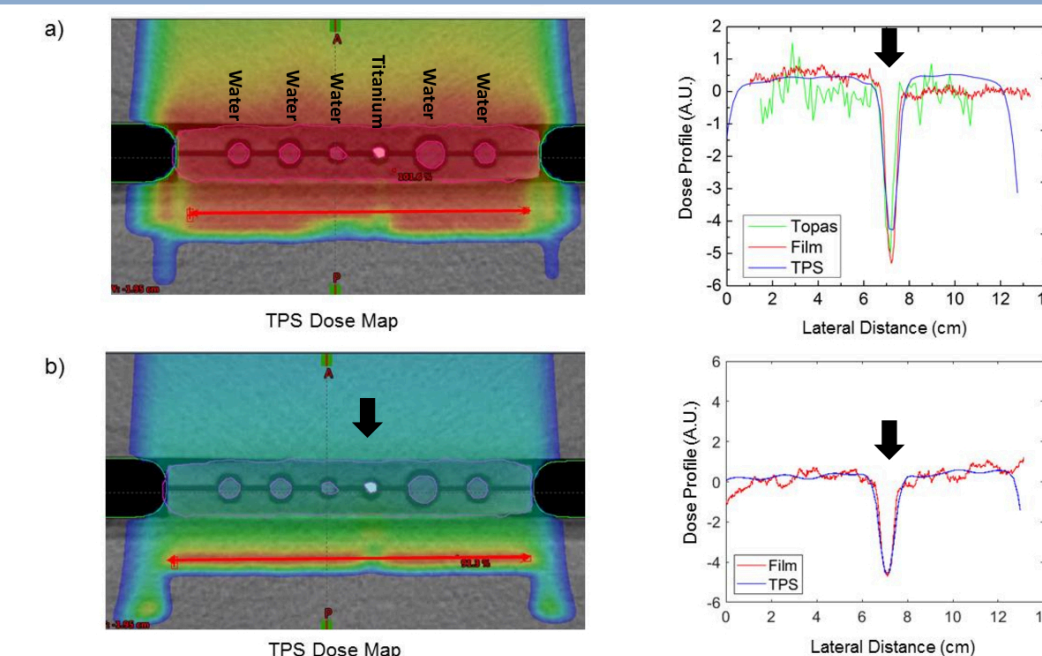 a)
A
Water
Water
Water
Titanium
Water
Water
P
TPS Dose Map
2
1
0
-1
-2
-3
-4
-5
-6
Dose Profile (A.U.)
Topas
Film
TPS
0 2 4 6 8 10 12
Lateral Distance (cm)
b)
A
P
TPS Dose Map
6
4
2
0
-2
-4
-6
Dose Profile (A.U.)
Film
TPS
0 2 4 6 8 10 12
Lateral Distance (cm)